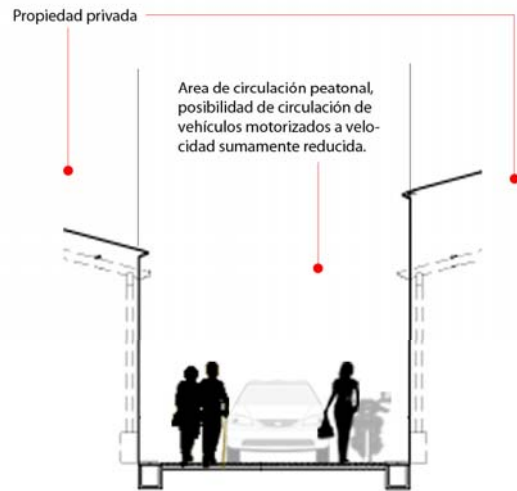 Propiedad privada
Area de circulación peatonal,
posibilidad de circulación de
vehículos motorizados a velo-
cidad sumamente reducida.